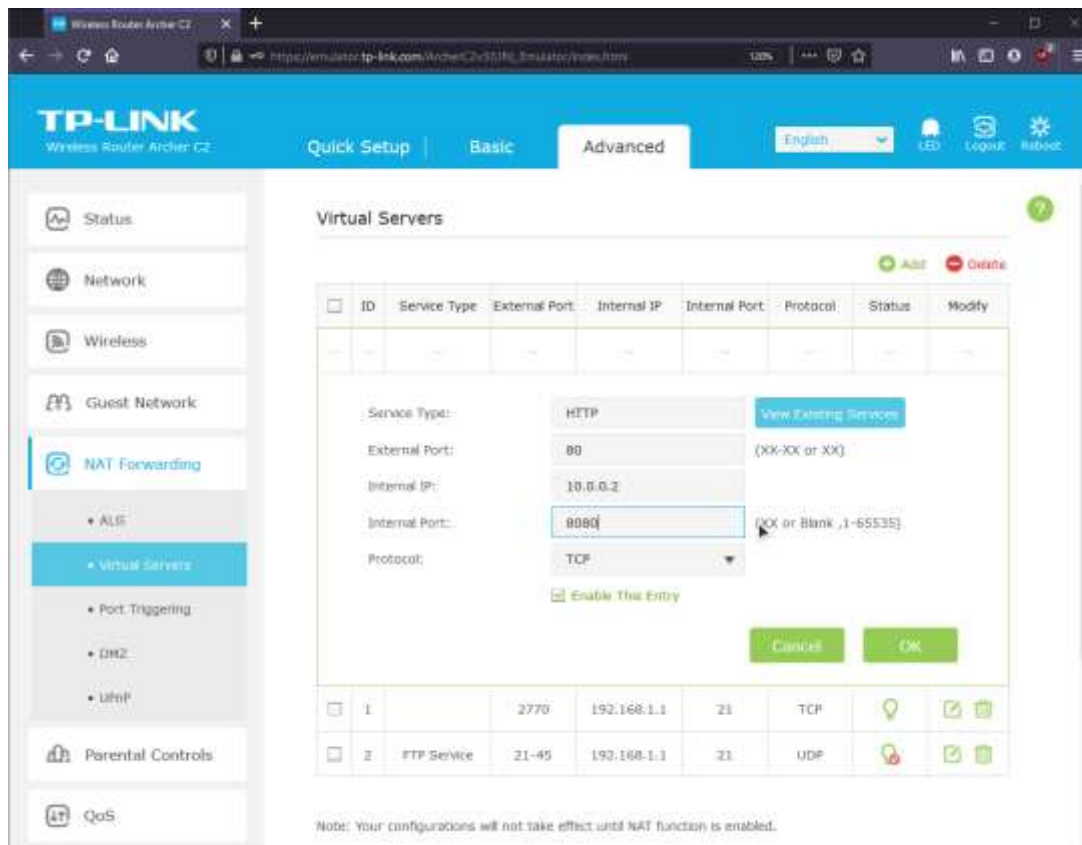 Wireless Router Archer C2
120%
TP-LINK
Wireless Router Archer C2
Quick Setup
Basic
Advanced
English
LED
Logout
Reboot
Status
Network
Wireless
Guest Network
NAT Forwarding
ALG
Virtual Servers
Port Triggering
DMZ
UPnP
Parental Controls
QoS
Virtual Servers
Add
Delete
ID Service Type External Port Internal IP Internal Port Protocol Status Modify
-- -- -- -- -- -- -- -- --
Service Type: HTTP View Existing Services
External Port: 80 (XX-XX or XX)
Internal IP: 10.0.0.2
Internal Port: 8080 (XX or Blank ,1-65535)
Protocol: TCP
Enable This Entry
Cancel OK
1 2770 192.168.1.1 21 TCP
2 FTP Service 21-45 192.168.1.1 21 UDP
Note: Your configurations will not take effect until NAT function is enabled.